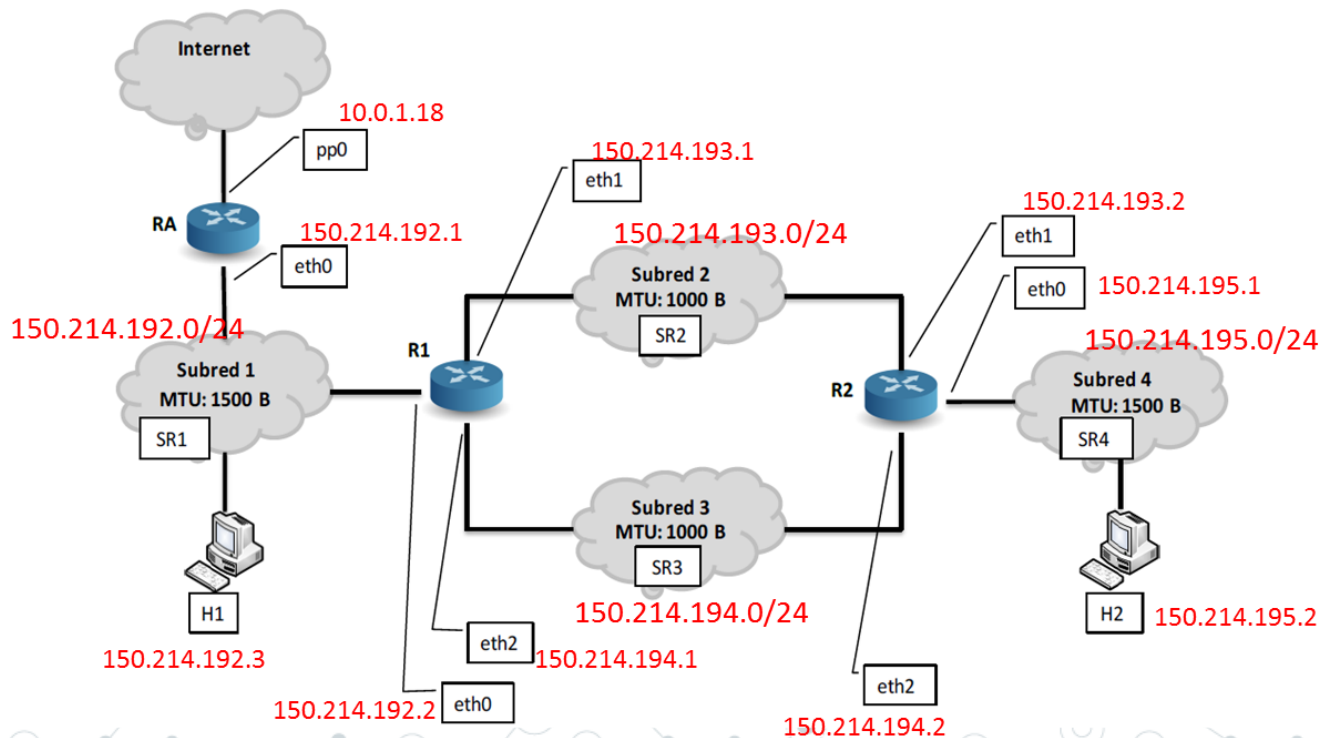 Internet
10.0.1.18
pp0
RA
150.214.192.1
eth0
150.214.192.0/24
Subred 1
MTU: 1500 B
SR1
H1
150.214.192.3
R1
150.214.193.1
eth1
150.214.193.0/24
Subred 2
MTU: 1000 B
SR2
Subred 3
MTU: 1000 B
SR3
150.214.194.0/24
eth2
150.214.194.1
150.214.192.2
eth0
150.214.193.2
eth1
eth0
150.214.195.1
R2
150.214.195.0/24
Subred 4
MTU: 1500 B
SR4
H2
150.214.195.2
eth2
150.214.194.2